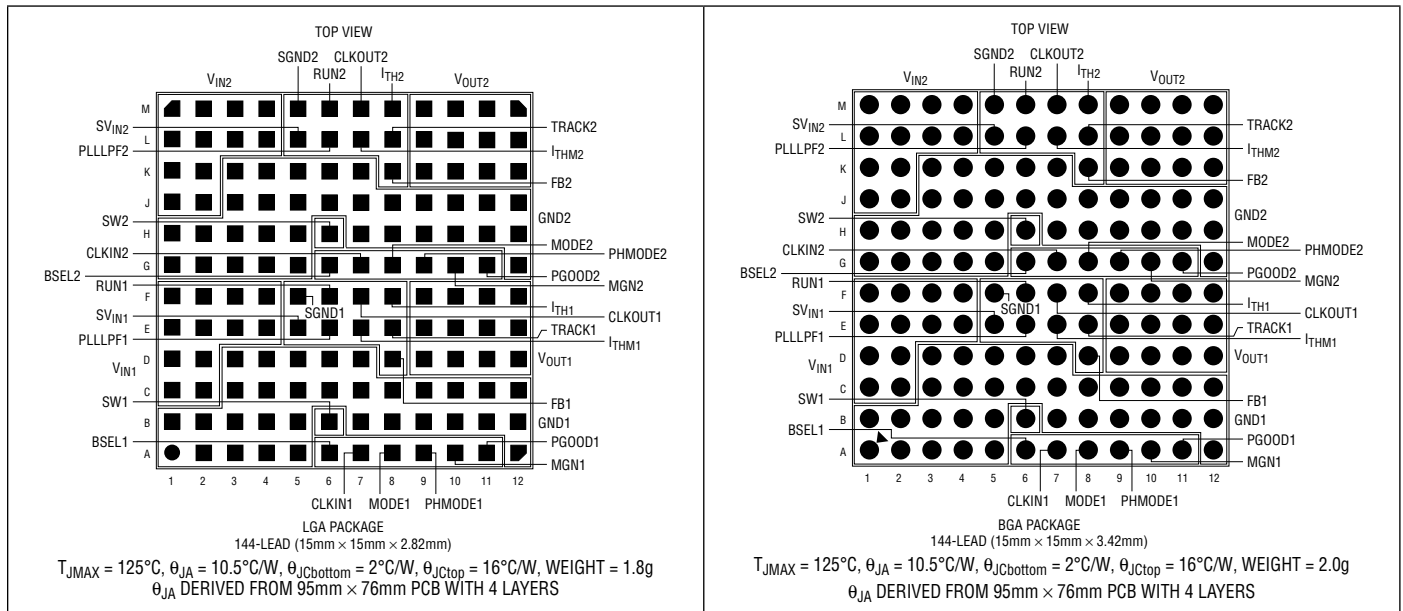 TOP VIEW
SGND2 CLKOUT2
VIN2 RUN2 ITH2 VOUT2
M
SVIN2 TRACK2
L
PLLLPF2 ITHM2
K
FB2
J
SW2 GND2
H
CLKIN2 MODE2
PHMODE2
G
BSEL2 PGOOD2
RUN1 MGN2
F
SGND1 ITH1
SVIN1 CLKOUT1
E
TRACK1
PLLLPF1 ITHM1
D
VIN1 VOUT1
C
SW1 FB1
B GND1
BSEL1 PGOOD1
A
MGN1
1 2 3 4 5 6 7 8 9 10 11 12
CLKIN1 MODE1 PHMODE1
LGA PACKAGE
144-LEAD (15mm × 15mm × 2.82mm)
TJMAX = 125°C, θJA = 10.5°C/W, θJCbottom = 2°C/W, θJCtop = 16°C/W, WEIGHT = 1.8g
θJA DERIVED FROM 95mm × 76mm PCB WITH 4 LAYERS
TOP VIEW
SGND2 CLKOUT2
VIN2 RUN2 ITH2 VOUT2
M
SVIN2 TRACK2
L
PLLLPF2 ITHM2
K
FB2
J
SW2 GND2
H
CLKIN2 MODE2
PHMODE2
G
BSEL2 PGOOD2
RUN1 MGN2
F
SGND1 ITH1
SVIN1 CLKOUT1
E
TRACK1
PLLLPF1 ITHM1
D
VIN1 VOUT1
C
SW1 FB1
B GND1
BSEL1 PGOOD1
A
MGN1
1 2 3 4 5 6 7 8 9 10 11 12
CLKIN1 MODE1 PHMODE1
BGA PACKAGE
144-LEAD (15mm × 15mm × 3.42mm)
TJMAX = 125°C, θJA = 10.5°C/W, θJCbottom = 2°C/W, θJCtop = 16°C/W, WEIGHT = 2.0g
θJA DERIVED FROM 95mm × 76mm PCB WITH 4 LAYERS